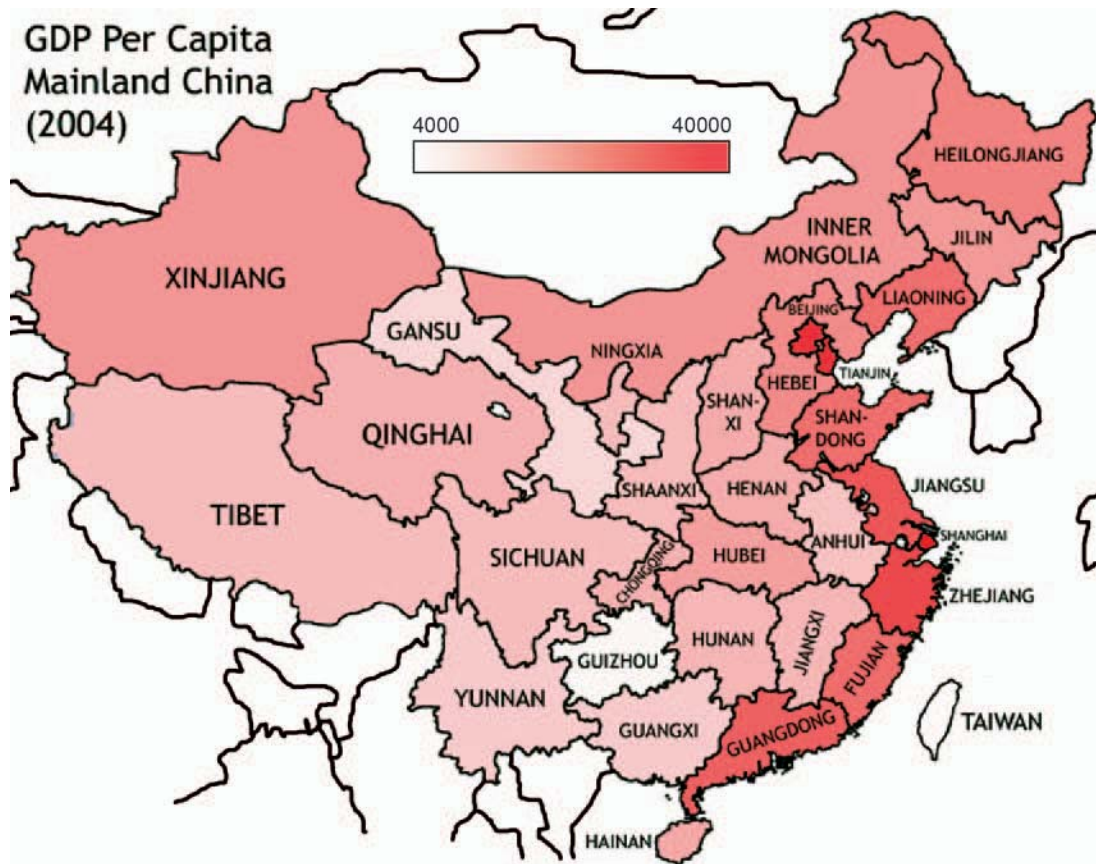 GDP Per Capita
Mainland China
(2004)
4000
40000
HEILONGJIANG
INNER
MONGOLIA
JILIN
XINJIANG
LIAONING
BEIJING
GANSU
NINGXIA
TIANJIN
HEBEI
SHAN-
XI
SHAN-
DONG
QINGHAI
SHAANXI
HENAN
JIANGSU
TIBET
SHANGHAI
ANHUI
SICHUAN
CHONGQING
HUBEI
ZHEJIANG
HUNAN
JIANGXI
GUIZHOU
FUJIAN
YUNNAN
GUANGXI
GUANGDONG
TAIWAN
HAINAN